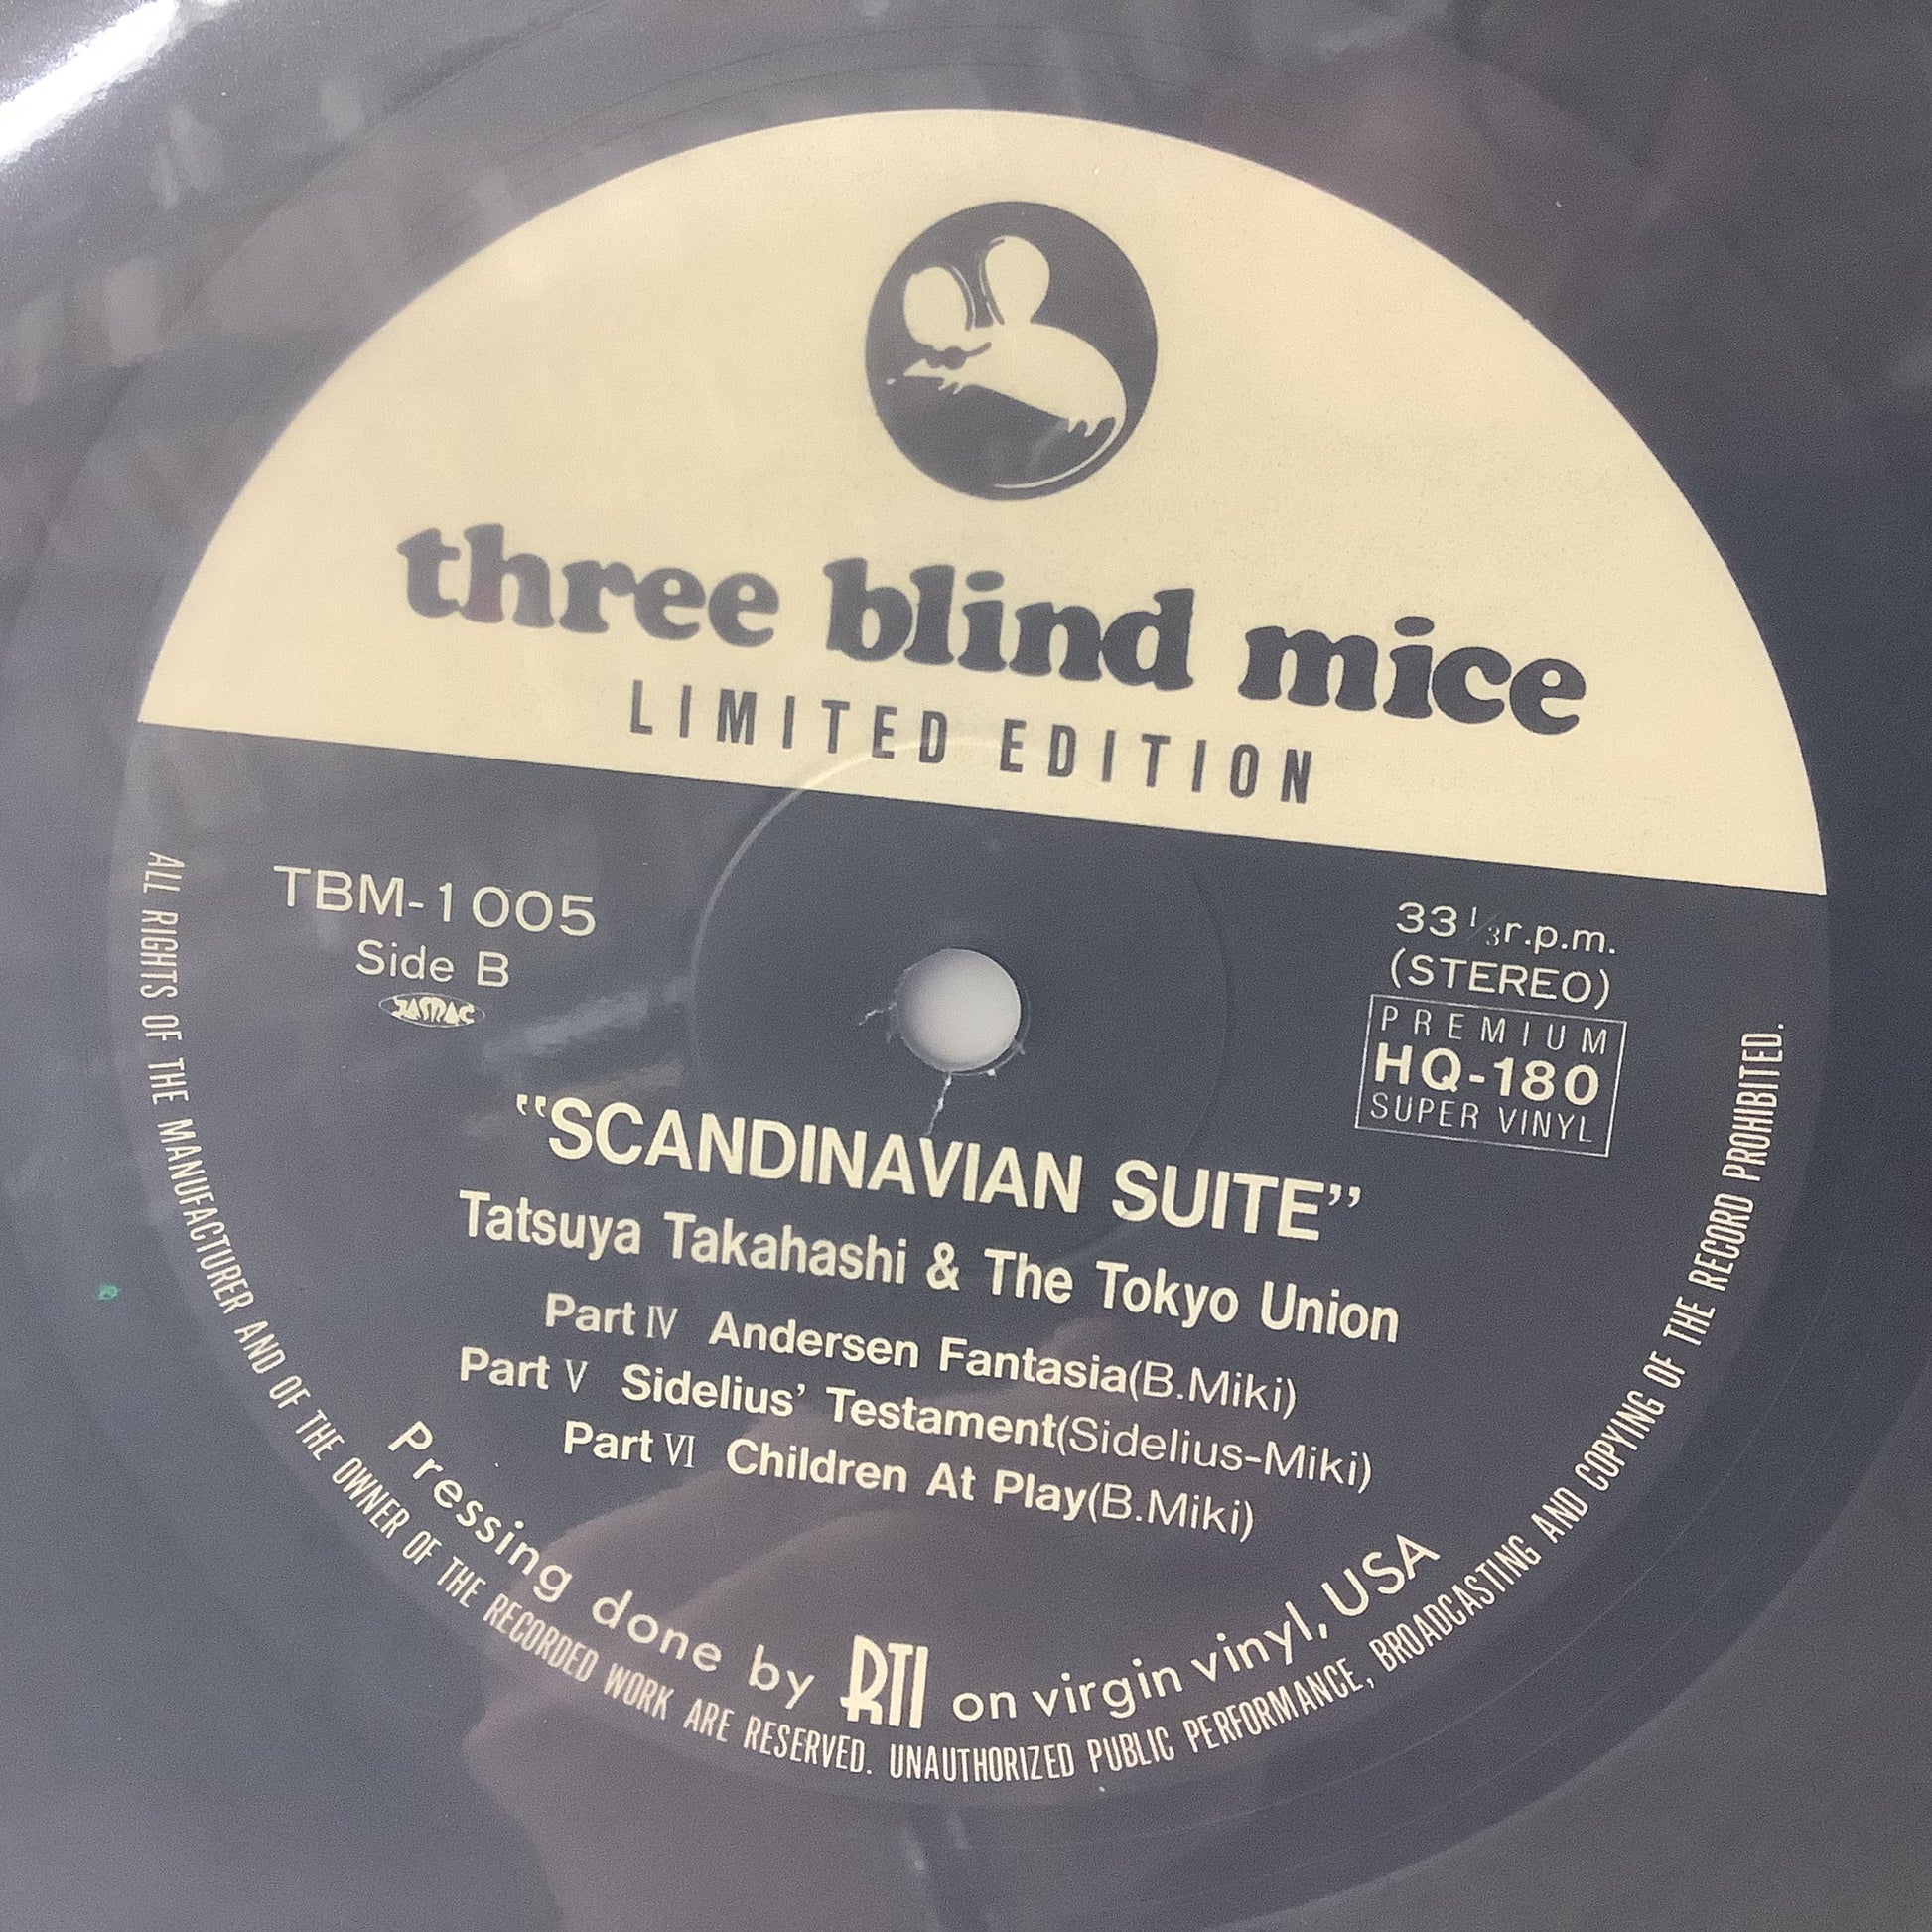 three blind mice
LIMITED EDITION
TBM-1005
Side B
JASRAC
33 1/3 r.p.m.
(STEREO)
PREMIUM
HQ-180
SUPER VINYL
"SCANDINAVIAN SUITE"
Tatsuya Takahashi & The Tokyo Union
Part Ⅳ Andersen Fantasia(B.Miki)
Part Ⅴ Sidelius' Testament(Sidelius-Miki)
Part Ⅵ Children At Play(B.Miki)
Pressing done by RTI on virgin vinyl, USA
ALL RIGHTS OF THE MANUFACTURER AND OF THE OWNER OF THE RECORDED WORK ARE RESERVED. UNAUTHORIZED PUBLIC PERFORMANCE, BROADCASTING AND COPYING OF THE RECORD PROHIBITED.